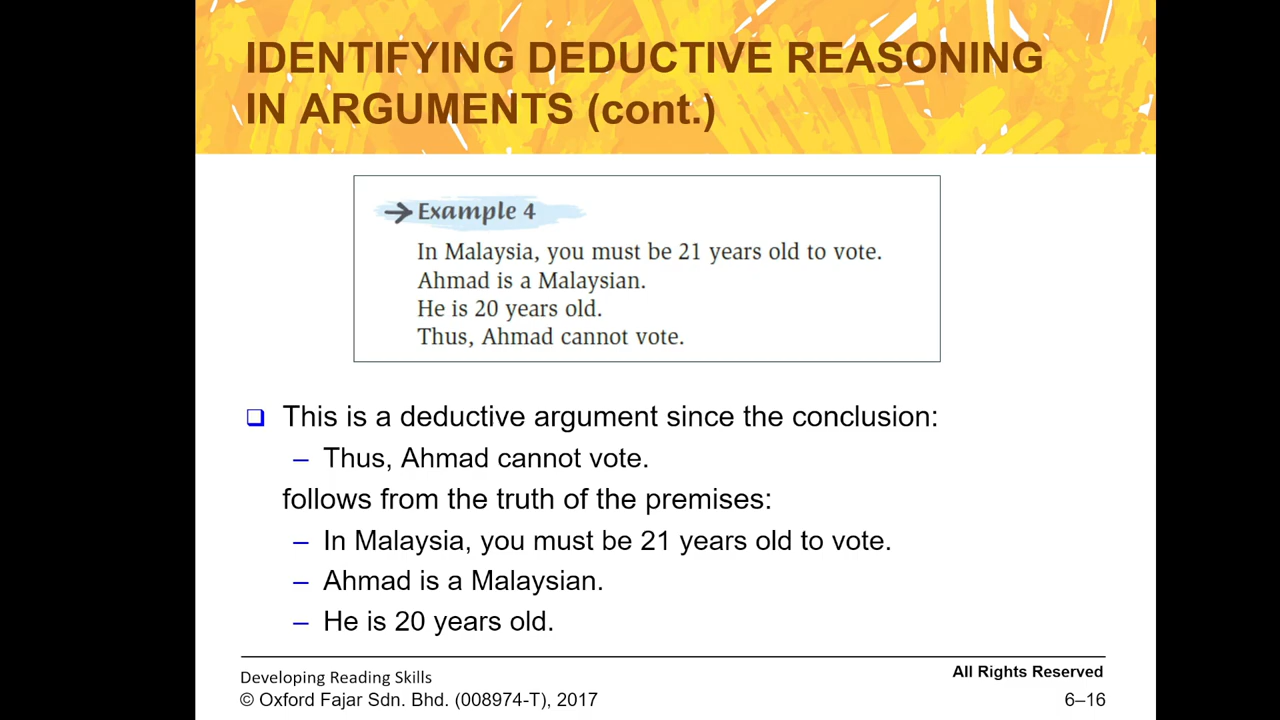 IDENTIFYING DEDUCTIVE REASONING
IN ARGUMENTS (cont.)
Example 4
In Malaysia, you must be 21 years old to vote.
Ahmad is a Malaysian.
He is 20 years old.
Thus, Ahmad cannot vote.
This is a deductive argument since the conclusion:
– Thus, Ahmad cannot vote.
follows from the truth of the premises:
– In Malaysia, you must be 21 years old to vote.
– Ahmad is a Malaysian.
– He is 20 years old.
Developing Reading Skills
All Rights Reserved
© Oxford Fajar Sdn. Bhd. (008974-T), 2017
6–16